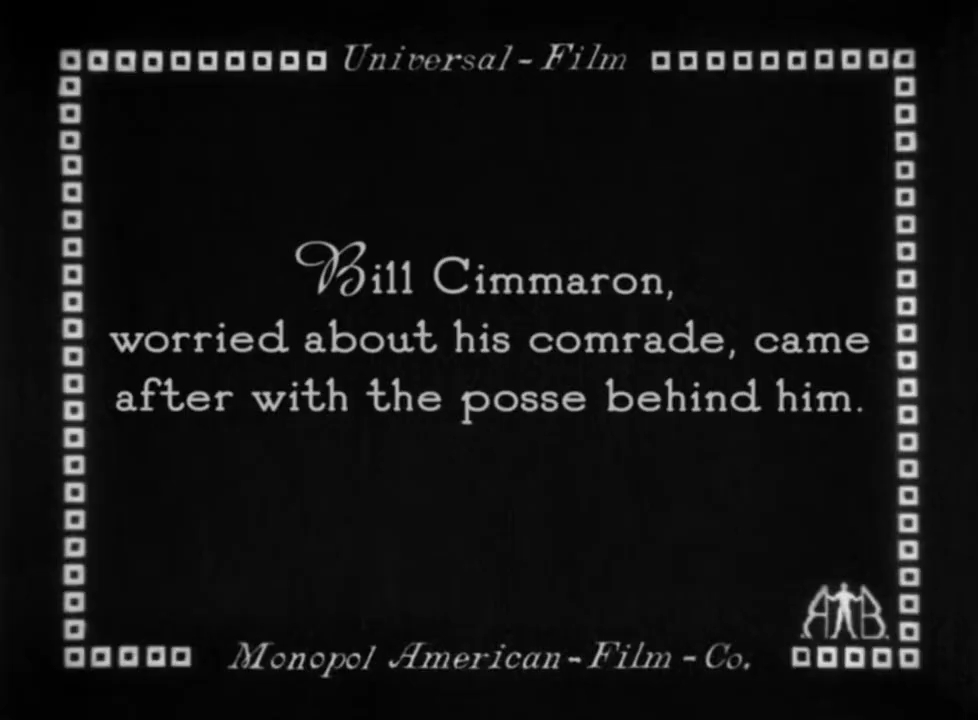 Universal-Film
Bill Cimmaron,
worried about his comrade, came
after with the posse behind him.
A B.
Monopol American-Film-Co.